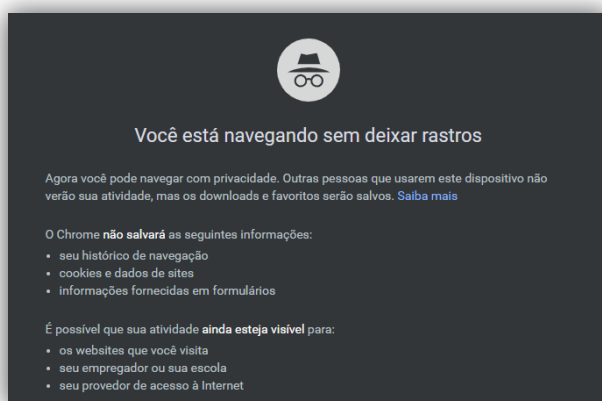 Você está navegando sem deixar rastros
Agora você pode navegar com privacidade. Outras pessoas que usarem este dispositivo não
verão sua atividade, mas os downloads e favoritos serão salvos. Saiba mais
O Chrome não salvará as seguintes informações:
• seu histórico de navegação
• cookies e dados de sites
• informações fornecidas em formulários
É possível que sua atividade ainda esteja visível para:
• os websites que você visita
• seu empregador ou sua escola
• seu provedor de acesso à Internet